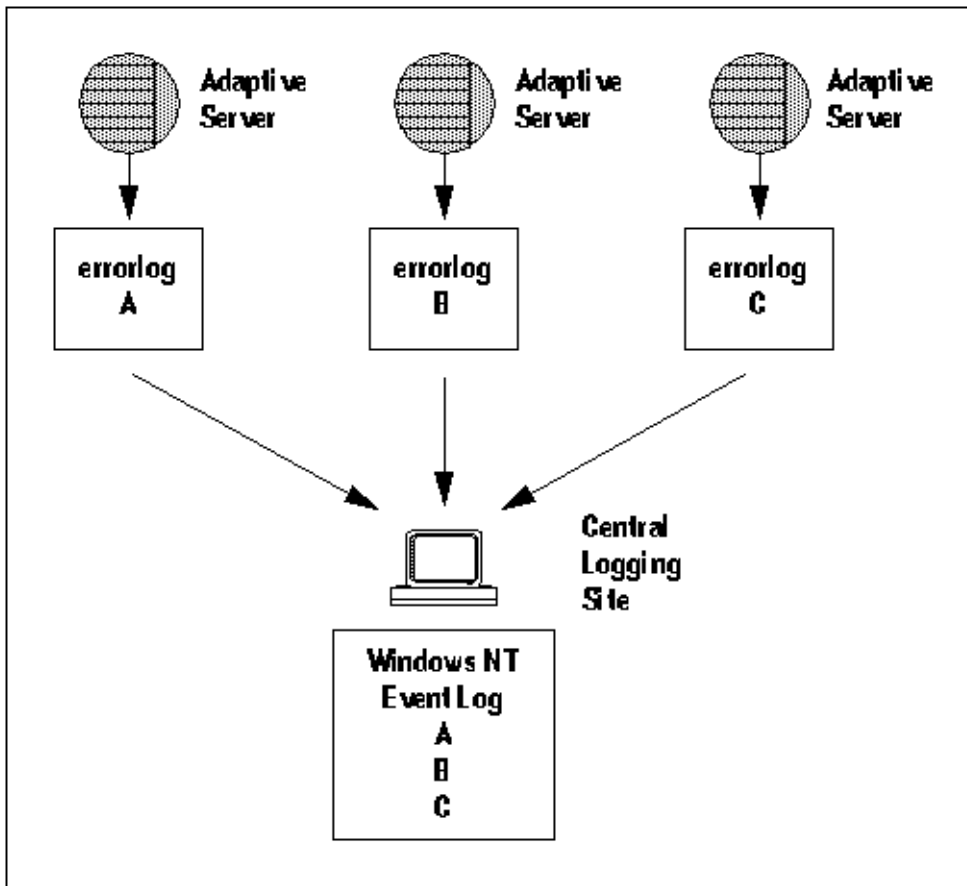 Adaptive
Server
Adaptive
Server
Adaptive
Server
errorlog
A
errorlog
B
errorlog
C
Central
Logging
Site
Windows NT
Event Log
A
B
C